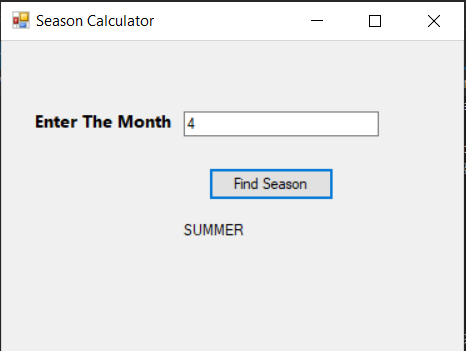 Season Calculator
Enter The Month 4
Find Season
SUMMER